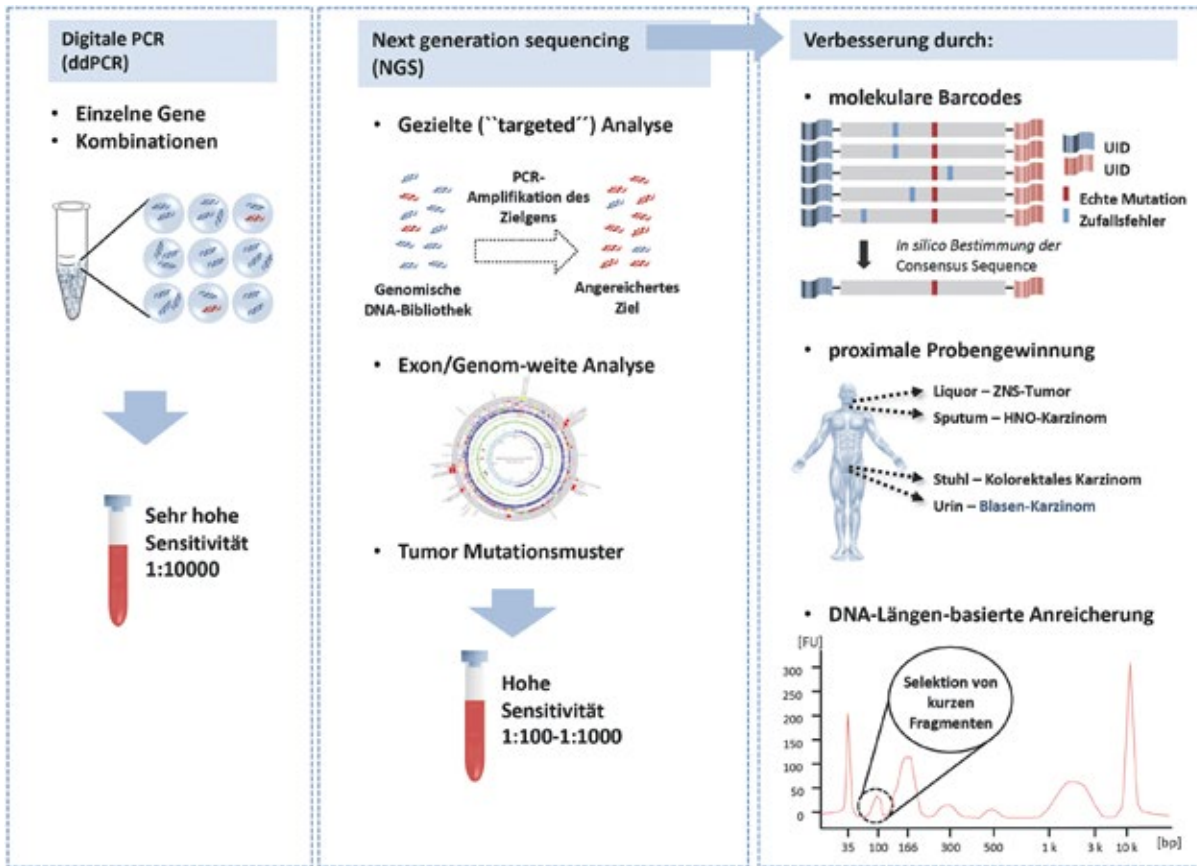 Digitale PCR
(ddPCR)
• Einzelne Gene
• Kombinationen
Sehr hohe
Sensitivität
1:10000
Next generation sequencing
(NGS)
• Gezielte (``targeted´´) Analyse
PCR-
Amplifikation des
Zielgens
Genomische
DNA-Bibliothek
Angereichertes
Ziel
• Exon/Genom-weite Analyse
• Tumor Mutationsmuster
Hohe
Sensitivität
1:100-1:1000
Verbesserung durch:
• molekulare Barcodes
UID
UID
Echte Mutation
Zufallsfehler
In silico Bestimmung der
Consensus Sequence
• proximale Probengewinnung
Liquor – ZNS-Tumor
Sputum – HNO-Karzinom
Stuhl – Kolorektales Karzinom
Urin – Blasen-Karzinom
• DNA-Längen-basierte Anreicherung
[FU]
300
250
200
150
100
50
0
Selektion von
kurzen
Fragmenten
35 100 166 300 500 1 k 3 k 10 k [bp]